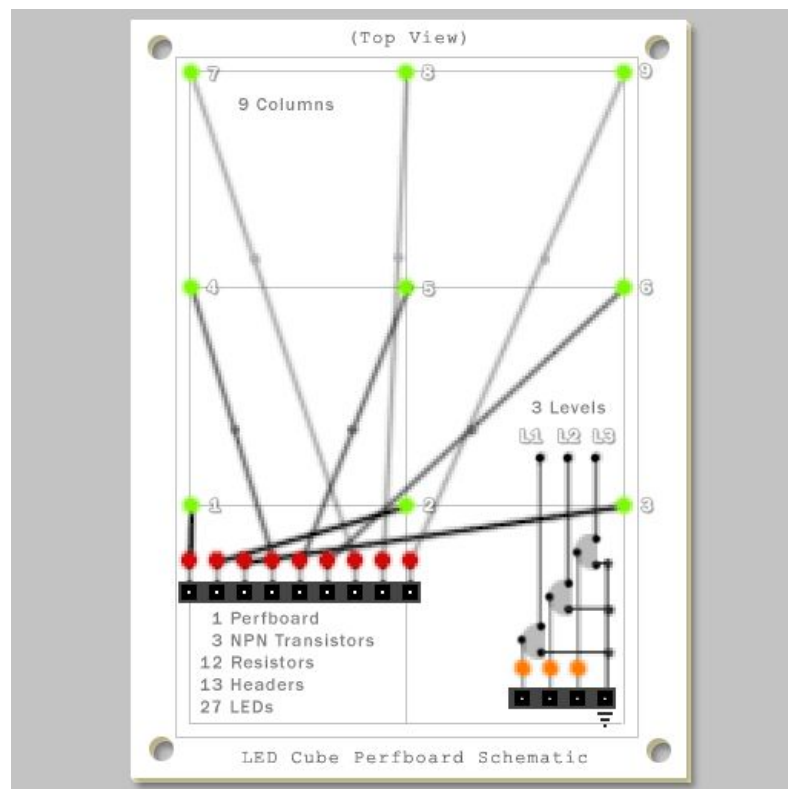 (Top View)
7 8 9
9 Columns
4 5 6
3 Levels
L1 L2 L3
1 2 3
1 Perfboard
3 NPN Transistors
12 Resistors
13 Headers
27 LEDs
LED Cube Perfboard Schematic